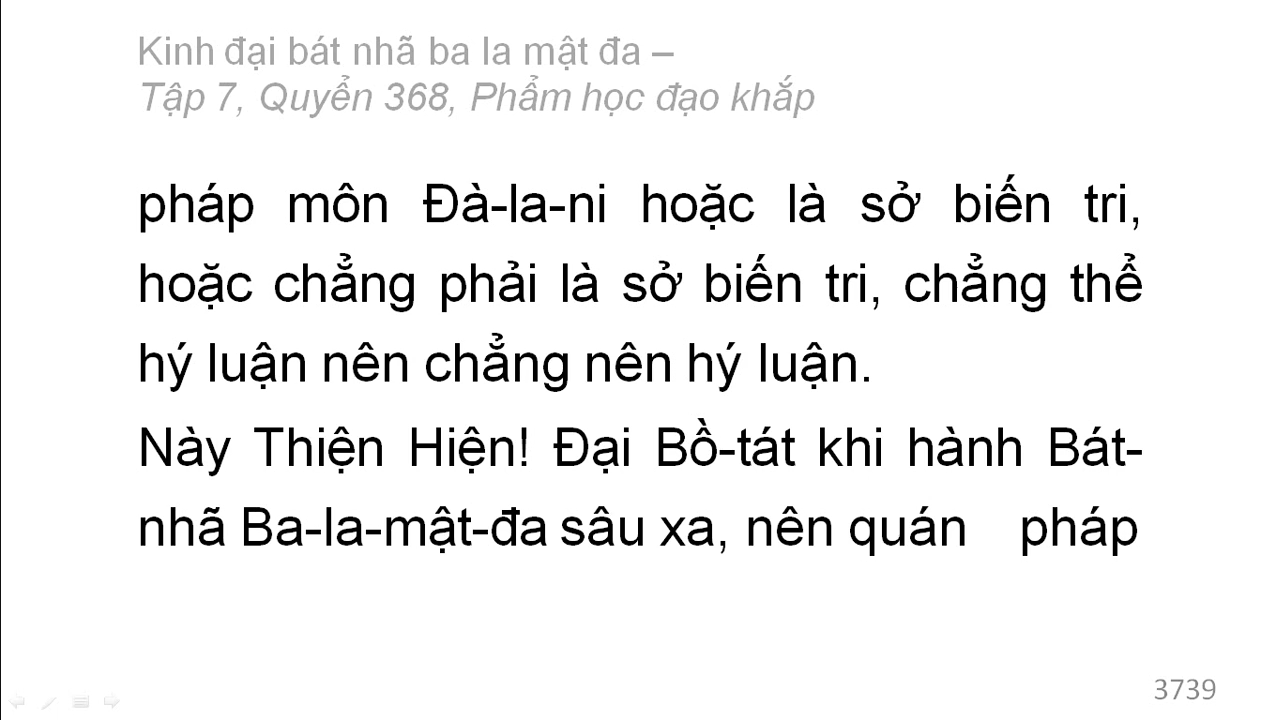 Kinh đại bát nhã ba la mật đa –
Tập 7, Quyển 368, Phẩm học đạo khắp
pháp môn Đà-la-ni hoặc là sở biến tri,
hoặc chẳng phải là sở biến tri, chẳng thể
hý luận nên chẳng nên hý luận.
Này Thiện Hiện! Đại Bồ-tát khi hành Bát-
nhã Ba-la-mật-đa sâu xa, nên quán pháp
3739